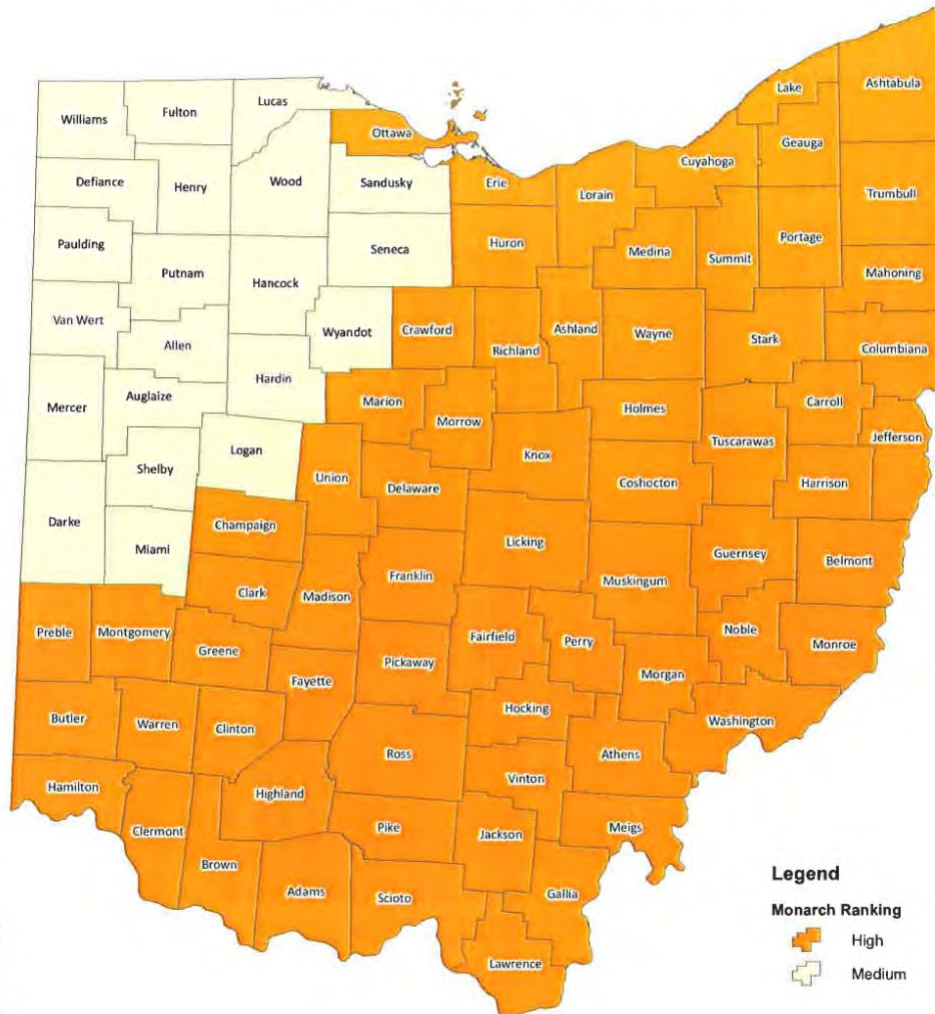 Lake
Ashtabula
Lucas
Fulton
Williams
Ottawa
Geauga
Cuyahoga
Wood
Sandusky
Erie
Defiance
Henry
Lorain
Trumbull
Paulding
Huron
Seneca
Medina
Summit
Portage
Putnam
Mahoning
Hancock
Van Wert
Wyandot
Crawford
Ashland
Wayne
Stark
Allen
Richland
Columbiana
Hardin
Auglaize
Mercer
Marion
Holmes
Carroll
Morrow
Jefferson
Tuscarawas
Logan
Knox
Shelby
Union
Delaware
Coshocton
Harrison
Darke
Champaign
Licking
Miami
Guernsey
Belmont
Franklin
Muskingum
Clark
Madison
Preble
Montgomery
Noble
Fairfield
Perry
Monroe
Greene
Pickaway
Fayette
Morgan
Hocking
Butler
Warren
Clinton
Washington
Ross
Athens
Vinton
Hamilton
Highland
Pike
Jackson
Meigs
Clermont
Brown
Adams
Scioto
Gallia
Lawrence
Legend
Monarch Ranking
High
Medium